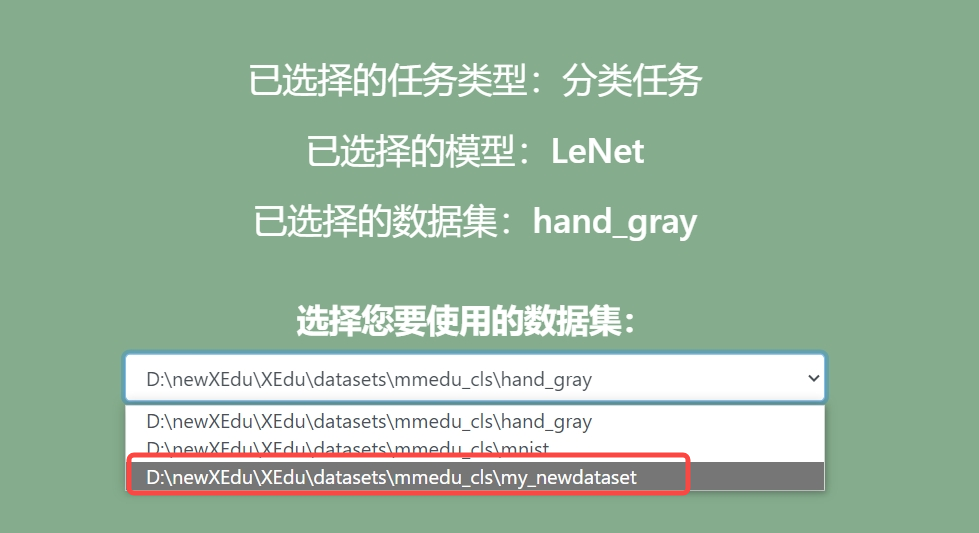 已选择的任务类型：分类任务
已选择的模型：LeNet
已选择的数据集：hand_gray
选择您要使用的数据集：
D:\newXEdu\XEdu\datasets\mmedu_cls\hand_gray
D:\newXEdu\XEdu\datasets\mmedu_cls\hand_gray
D:\newXEdu\XEdu\datasets\mmedu_cls\mnist
D:\newXEdu\XEdu\datasets\mmedu_cls\my_newdataset